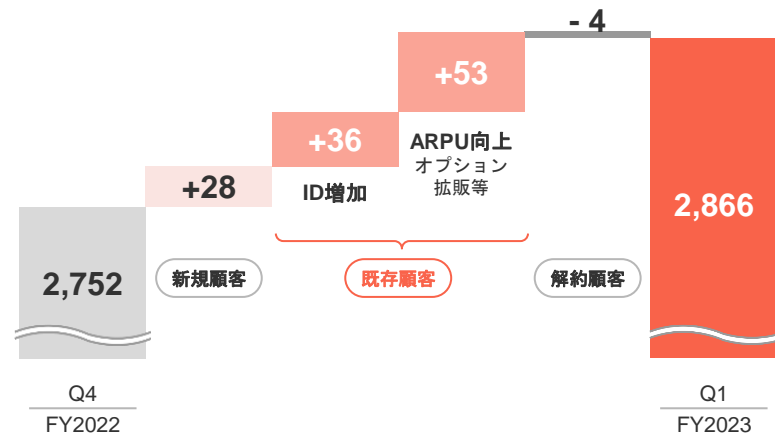 - 4
+53
+36
ARPU向上
オプション
拡販等
+28
ID増加
2,866
2,752
新規顧客
既存顧客
解約顧客
Q4
FY2022
Q1
FY2023